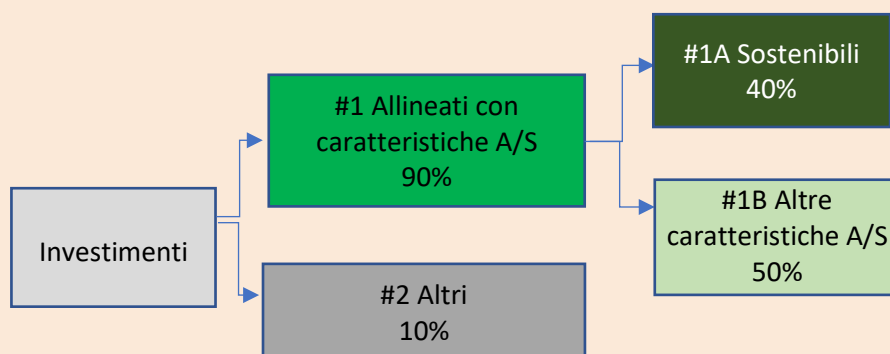 Investimenti
#1 Allineati con
caratteristiche A/S
90%
#2 Altri
10%
#1A Sostenibili
40%
#1B Altre
caratteristiche A/S
50%